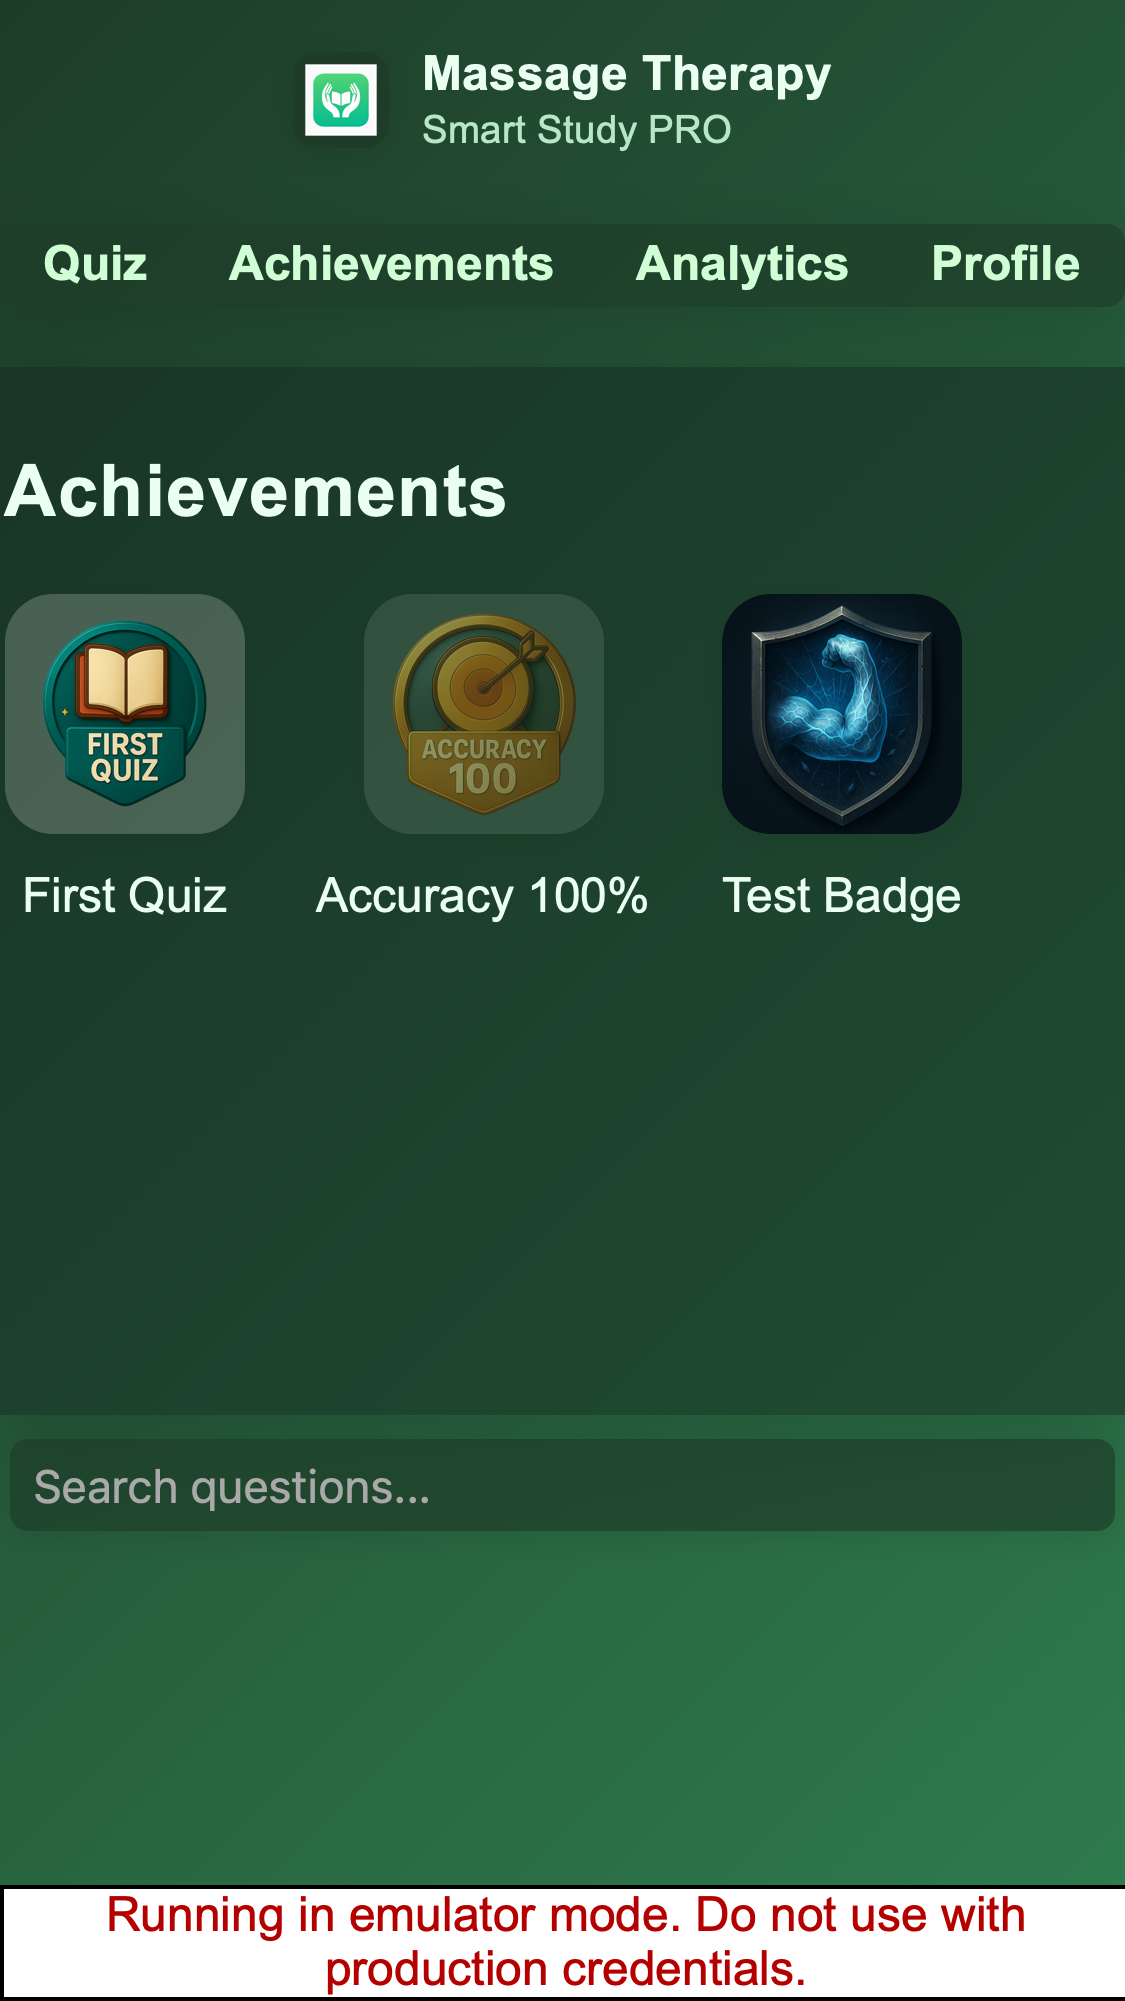 Massage Therapy
Smart Study PRO
Quiz Achievements Analytics Profile
Achievements
FIRST
QUIZ
ACCURACY
100
First Quiz Accuracy 100% Test Badge
Search questions...
Running in emulator mode. Do not use with
production credentials.